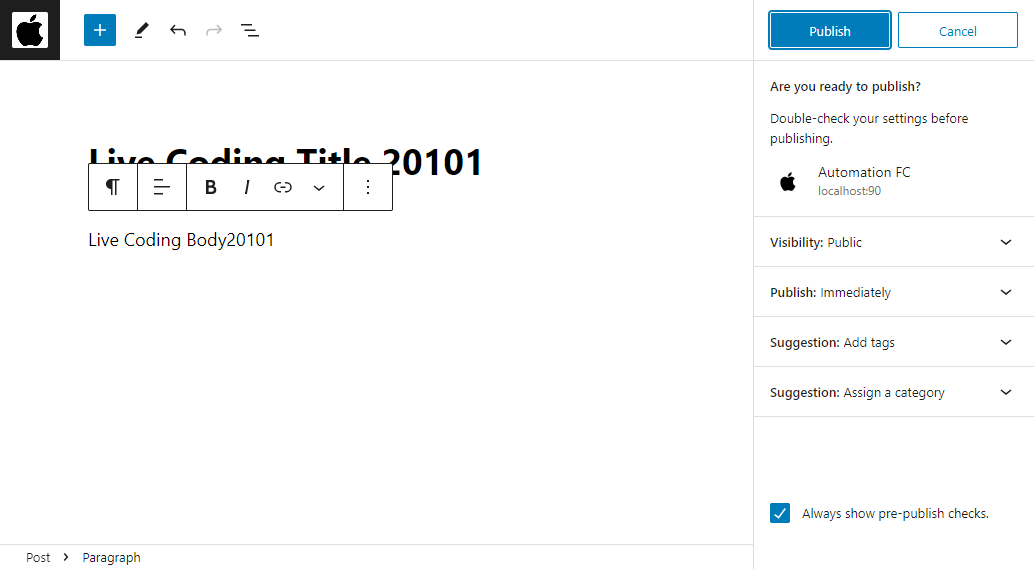 Publish
Cancel
Are you ready to publish?
Double-check your settings before
publishing.
Automation FC
localhost:90
Visibility: Public
Publish: Immediately
Suggestion: Add tags
Suggestion: Assign a category
Always show pre-publish checks.
Live Coding Title 20101
B I
Live Coding Body20101
Post
Paragraph